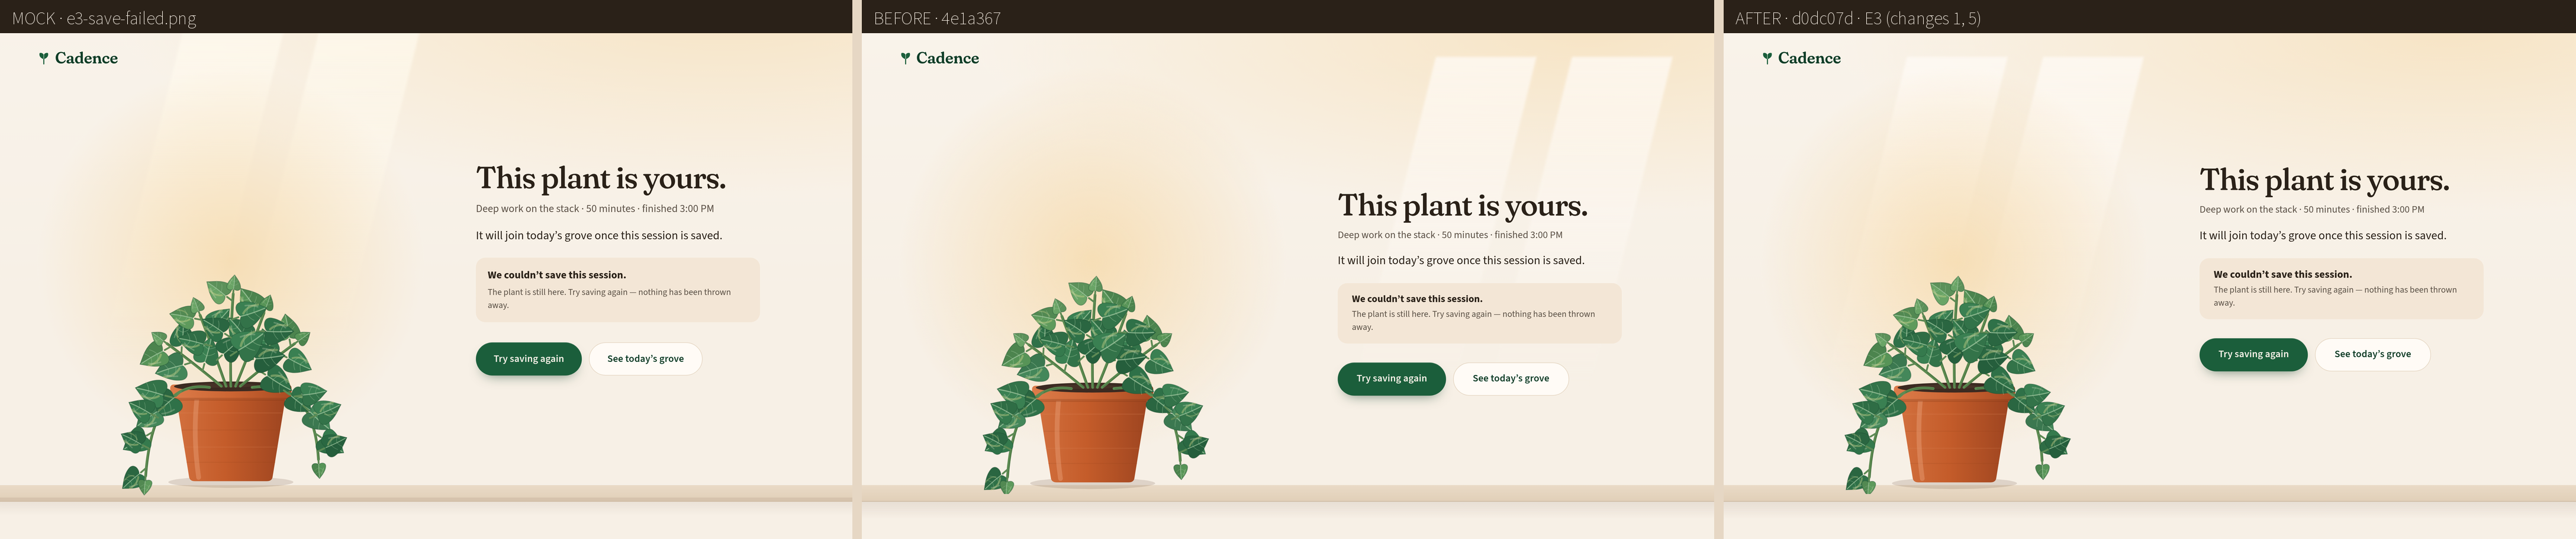 MOCK · e3-save-failed.png
Cadence
This plant is yours.
Deep work on the stack · 50 minutes · finished 3:00 PM
It will join today’s grove once this session is saved.
We couldn’t save this session.
The plant is still here. Try saving again — nothing has been thrown
away.
Try saving again
See today’s grove
BEFORE · 4e1a367
Cadence
This plant is yours.
Deep work on the stack · 50 minutes · finished 3:00 PM
It will join today’s grove once this session is saved.
We couldn’t save this session.
The plant is still here. Try saving again — nothing has been thrown
away.
Try saving again
See today’s grove
AFTER · d0dc07d · E3 (changes 1, 5)
Cadence
This plant is yours.
Deep work on the stack · 50 minutes · finished 3:00 PM
It will join today’s grove once this session is saved.
We couldn’t save this session.
The plant is still here. Try saving again — nothing has been thrown
away.
Try saving again
See today’s grove